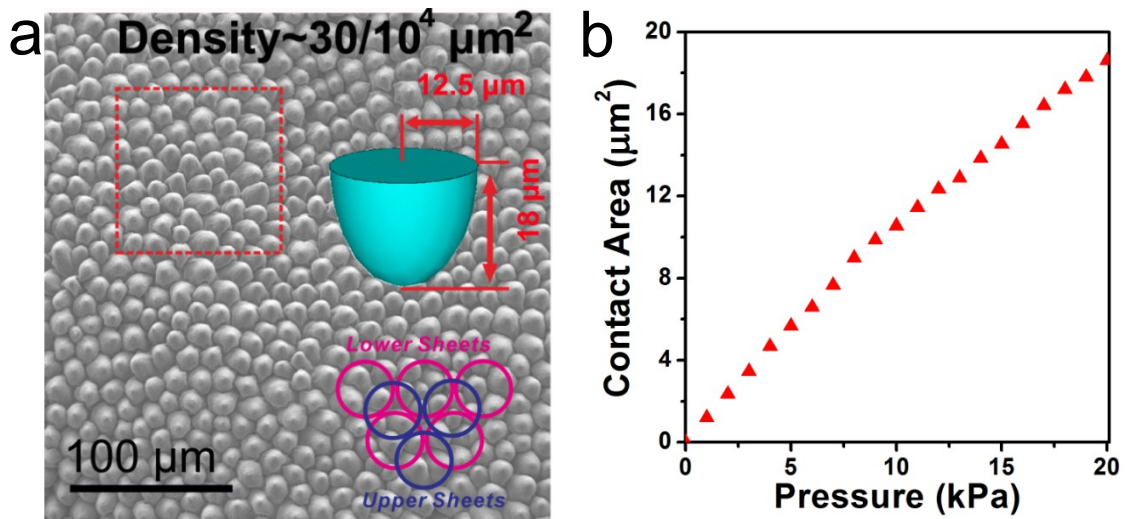 a
Density~30/10⁴ µm²
12.5 µm
18 µm
Lower Sheets
Upper Sheets
100 µm
b
20
16
12
8
4
0
Contact Area (µm²)
0
5
10
15
20
Pressure (kPa)